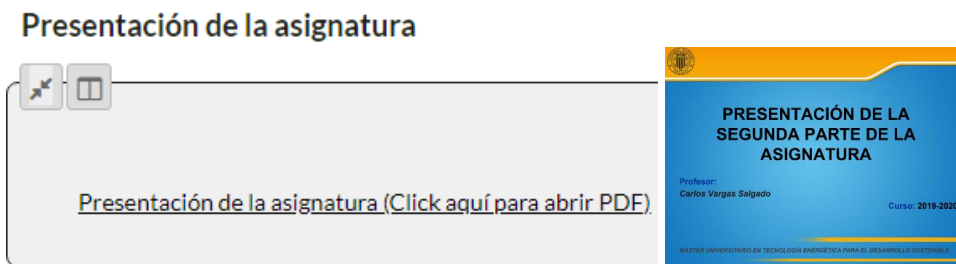 Presentación de la asignatura
Presentación de la asignatura (Click aquí para abrir PDF)
PRESENTACIÓN DE LA
SEGUNDA PARTE DE LA
ASIGNATURA
Profesor:
Carlos Vargas Salgado
Curso: 2019-2020
MASTER UNIVERSITARIO EN TECNOLOGÍA ENERGÉTICA PARA EL DESARROLLO SOSTENIBLE